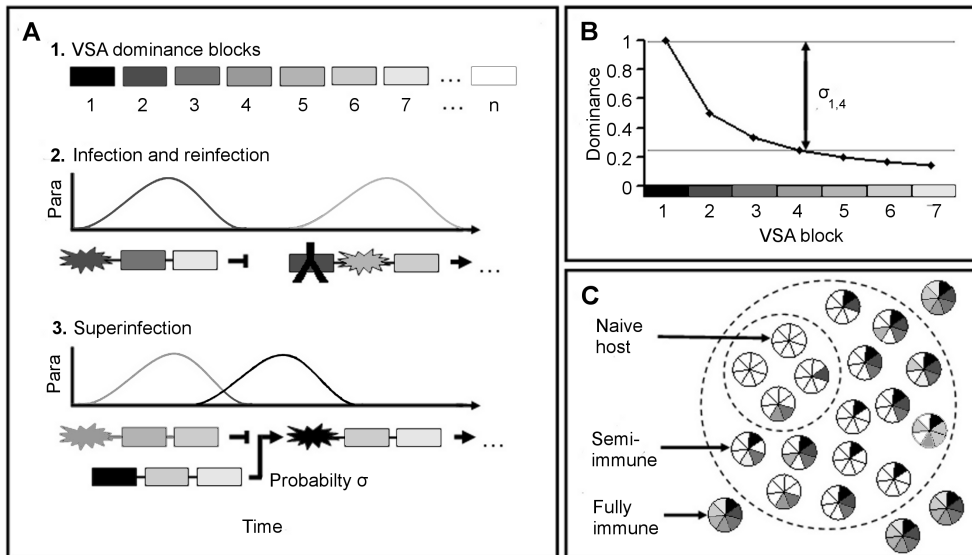 A
1. VSA dominance blocks
... 
1 2 3 4 5 6 7 ... n
2. Infection and reinfection
Para
...
3. Superinfection
Para
...
Probabilty σ
Time
B
Dominance
1
0.8
0.6
0.4
0.2
0
σ1,4
1 2 3 4 5 6 7
VSA block
C
Naive
host
Semi-
immune
Fully
immune